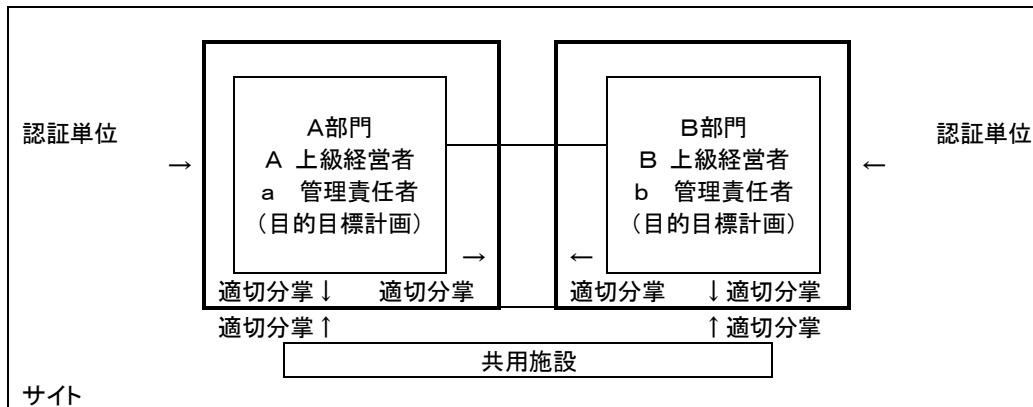 A部門
B部門
認証単位
A 上級経営者
B 上級経営者
認証単位
→
a 管理責任者
b 管理責任者
←
(目的目標計画)
(目的目標計画)
→
←
適切分掌↓
適切分掌
適切分掌
↓適切分掌
適切分掌↑
↑適切分掌
共用施設
サイト